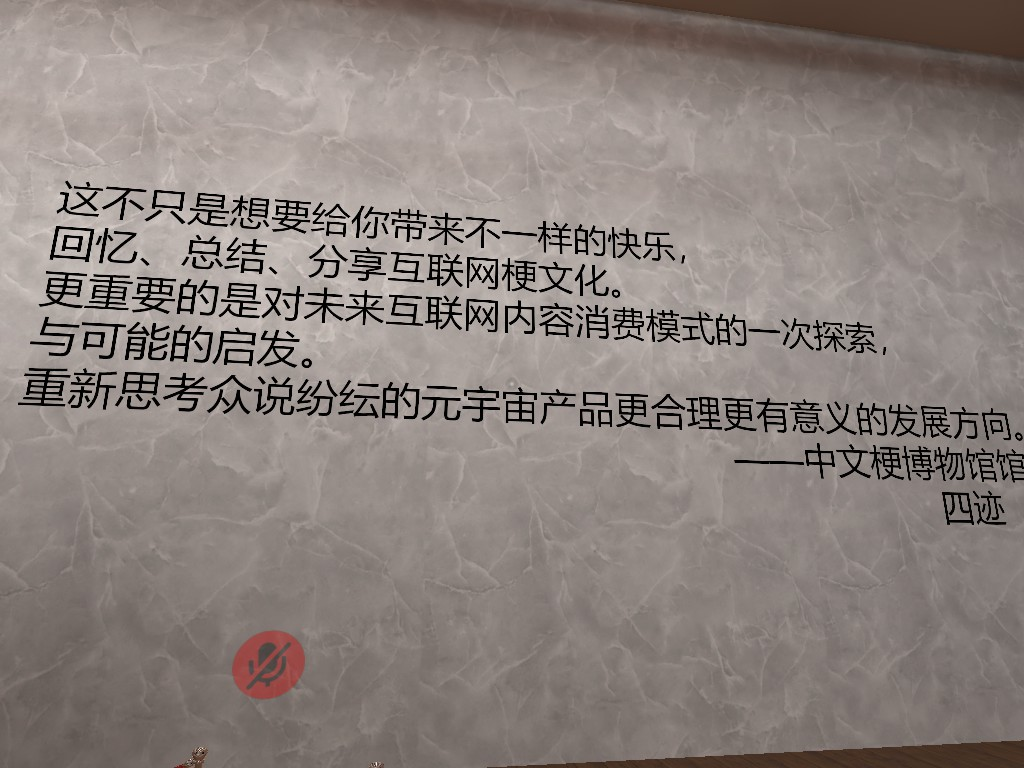 这不只是想要给你带来不一样的快乐，
回忆、总结、分享互联网梗文化。
更重要的是对未来互联网内容消费模式的一次探索，
与可能的启发。
重新思考众说纷纭的元宇宙产品更合理更有意义的发展方向。
——中文梗博物馆馆
四迹